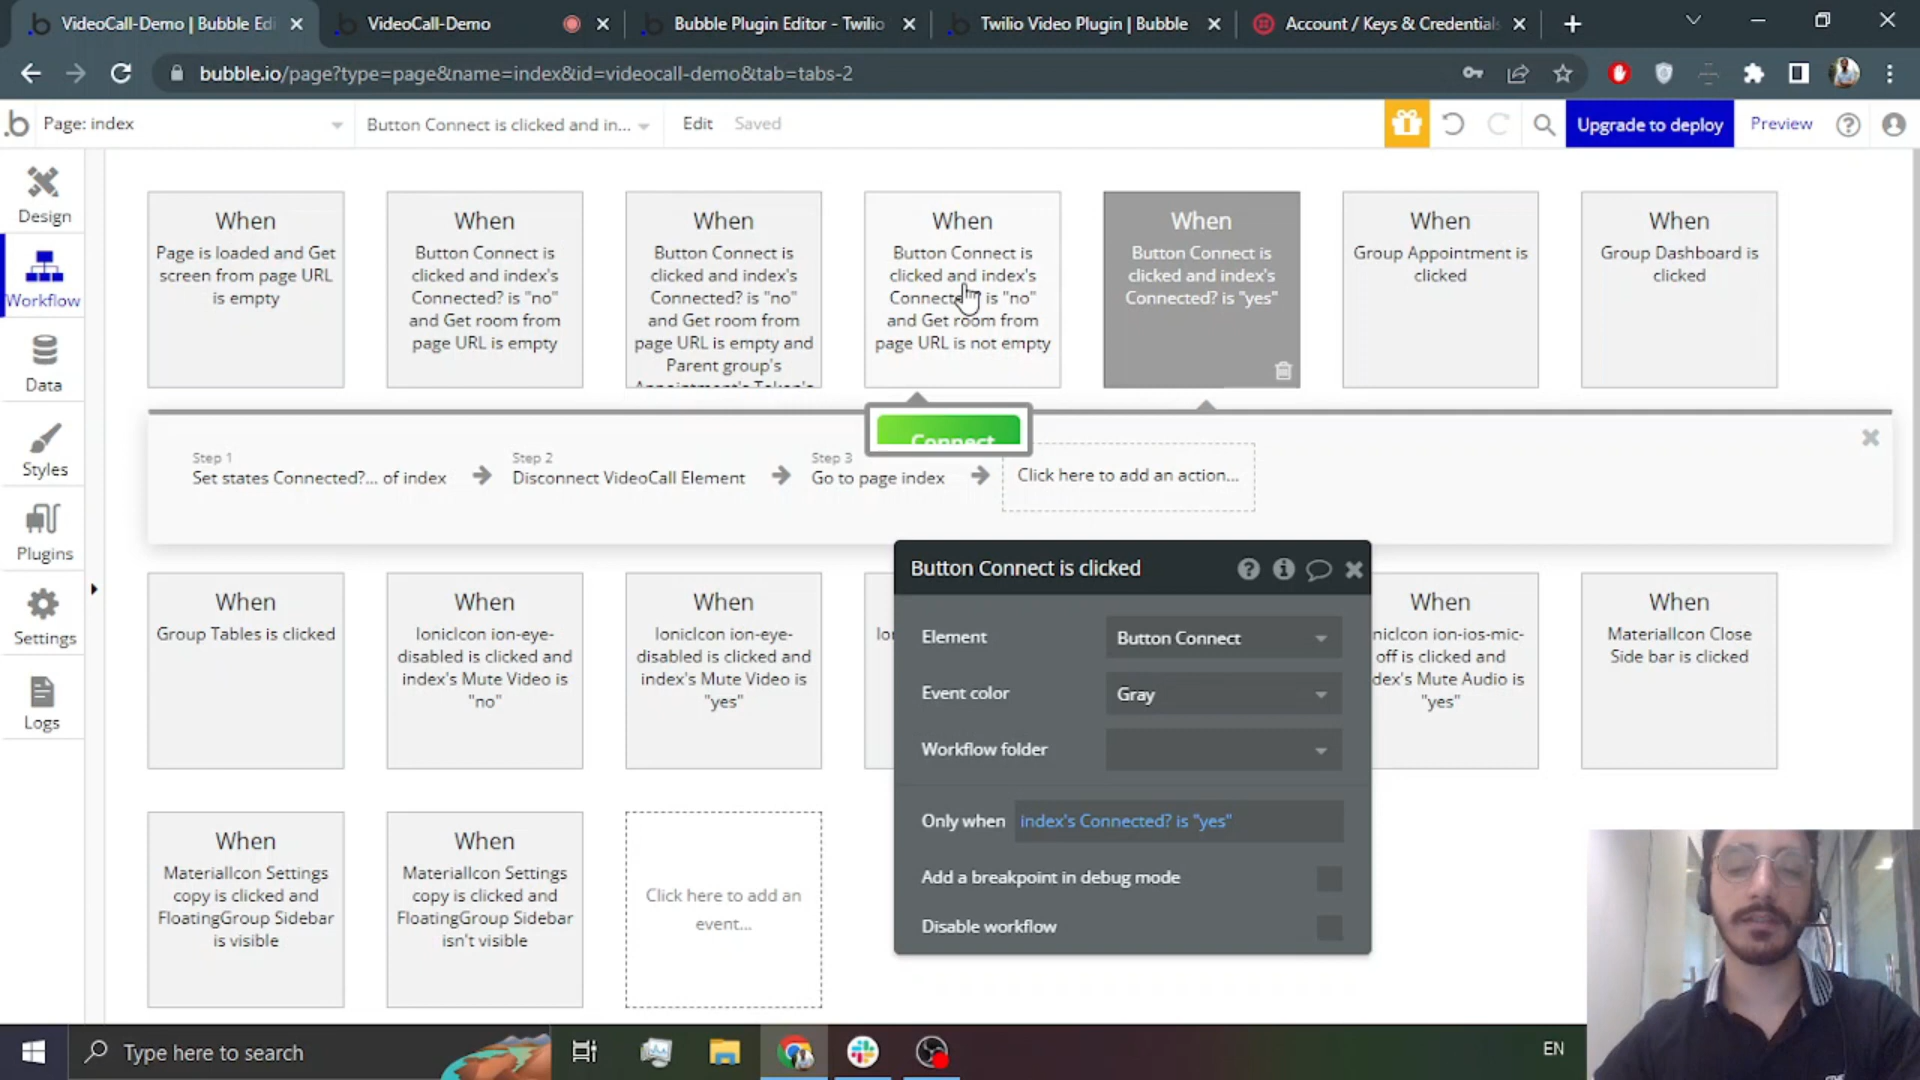 VideoCall-Demo | Bubble Edi
VideoCall-Demo
Bubble Plugin Editor - Twilio
Twilio Video Plugin | Bubble
Account / Keys & Credentials
bubble.io/page?type=page&name=index&id=videocall-demo&tab=tabs-2
Page: index
Button Connect is clicked and in...
Edit
Saved
Upgrade to deploy
Preview
Design
Workflow
Data
Styles
Plugins
Settings
Logs
When
Page is loaded and Get
screen from page URL
is empty
When
Button Connect is
clicked and index's
Connected? is "no"
and Get room from
page URL is empty
When
Button Connect is
clicked and index's
Connected? is "no"
and Get room from
page URL is empty and
Parent group's
Appointment's Token's
When
Button Connect is
clicked and index's
Connected? is "no"
and Get room from
page URL is not empty
When
Button Connect is
clicked and index's
Connected? is "yes"
When
Group Appointment is
clicked
When
Group Dashboard is
clicked
Connect
Step 1
Set states Connected?... of index
Step 2
Disconnect VideoCall Element
Step 3
Go to page index
Click here to add an action...
When
Group Tables is clicked
When
IonicIcon ion-eye-
disabled is clicked and
index's Mute Video is
"no"
When
IonicIcon ion-eye-
disabled is clicked and
index's Mute Video is
"yes"
Ion
When
nicIcon ion-ios-mic-
off is clicked and
dex's Mute Audio is
"yes"
When
MaterialIcon Close
Side bar is clicked
Button Connect is clicked
Element
Button Connect
Event color
Gray
Workflow folder
Only when
index's Connected? is "yes"
Add a breakpoint in debug mode
Disable workflow
When
MaterialIcon Settings
copy is clicked and
FloatingGroup Sidebar
is visible
When
MaterialIcon Settings
copy is clicked and
FloatingGroup Sidebar
isn't visible
Click here to add an
event...
Type here to search
EN